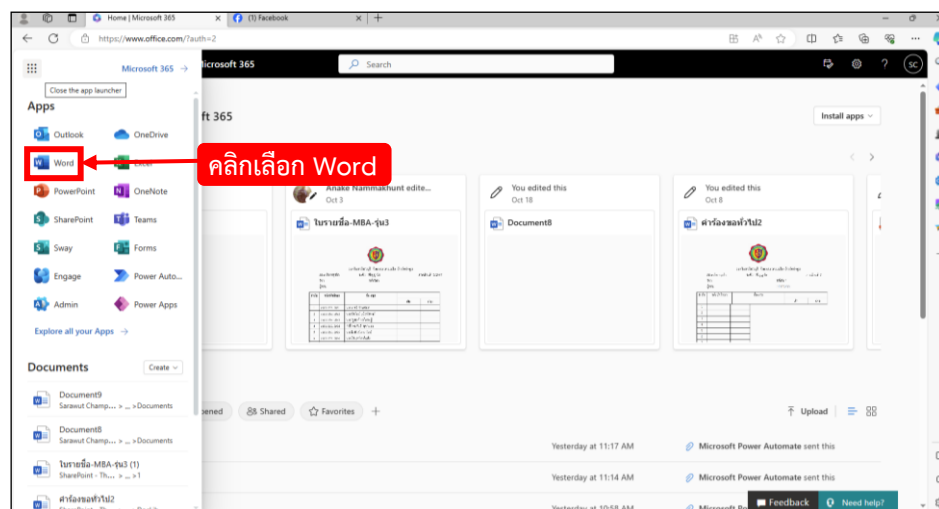 Home | Microsoft 365
(1) Facebook
https://www.office.com/?auth=2
Microsoft 365 →
icrosoft 365
Search
?
SC
Close the app launcher
Apps
ft 365
Install apps
Outlook
OneDrive
Word
Excel
คลิกเลือก Word
PowerPoint
OneNote
SharePoint
Teams
Sway
Forms
Engage
Power Auto...
Admin
Power Apps
Explore all your Apps →
Anake Nammakhunt edite...
Oct 3
ใบรายชื่อ-MBA-รุ่น3
You edited this
Oct 18
Document8
You edited this
Oct 8
คำร้องขอทั่วไป2
Documents
Create
Document9
Sarawut Champ... > ... >Documents
Document8
Sarawut Champ... > ... >Documents
ใบรายชื่อ-MBA-รุ่น3 (1)
SharePoint - Th... > ... >1
คำร้องขอทั่วไป2
pened
Shared
Favorites
+
Upload
Yesterday at 11:17 AM
Microsoft Power Automate sent this
Yesterday at 11:14 AM
Microsoft Power Automate sent this
Yesterday at 10:58 AM
Microsoft Po
Feedback
Need help?